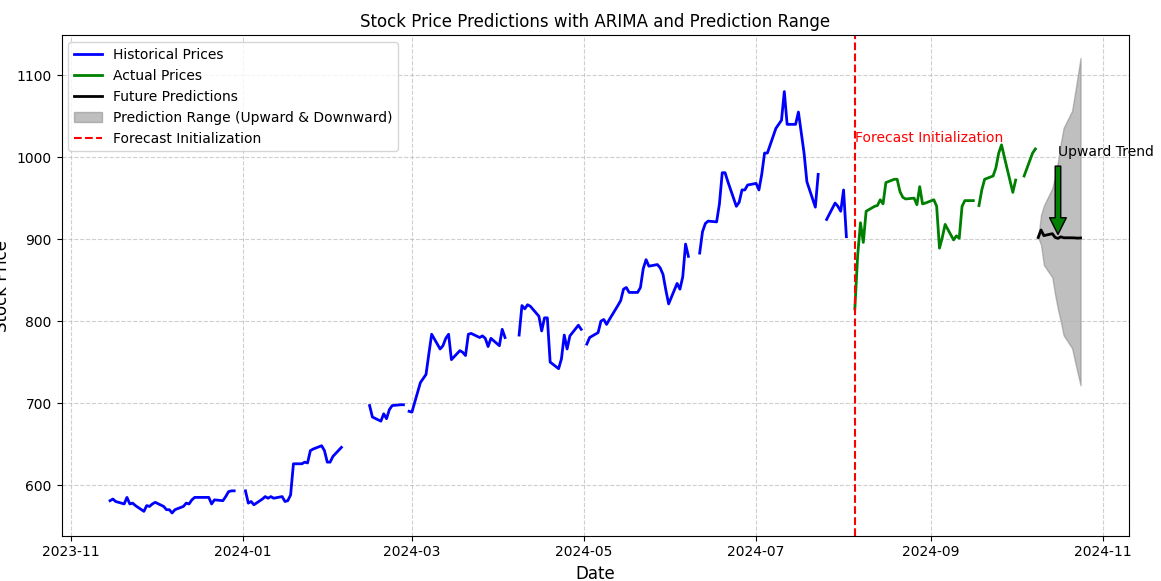 Stock Price Predictions with ARIMA and Prediction Range
Historical Prices
Actual Prices
Future Predictions
Prediction Range (Upward & Downward)
Forecast Initialization
Forecast Initialization
Upward Trend
1100
1000
900
800
700
600
Stock Price
2023-11
2024-01
2024-03
2024-05
2024-07
2024-09
2024-11
Date